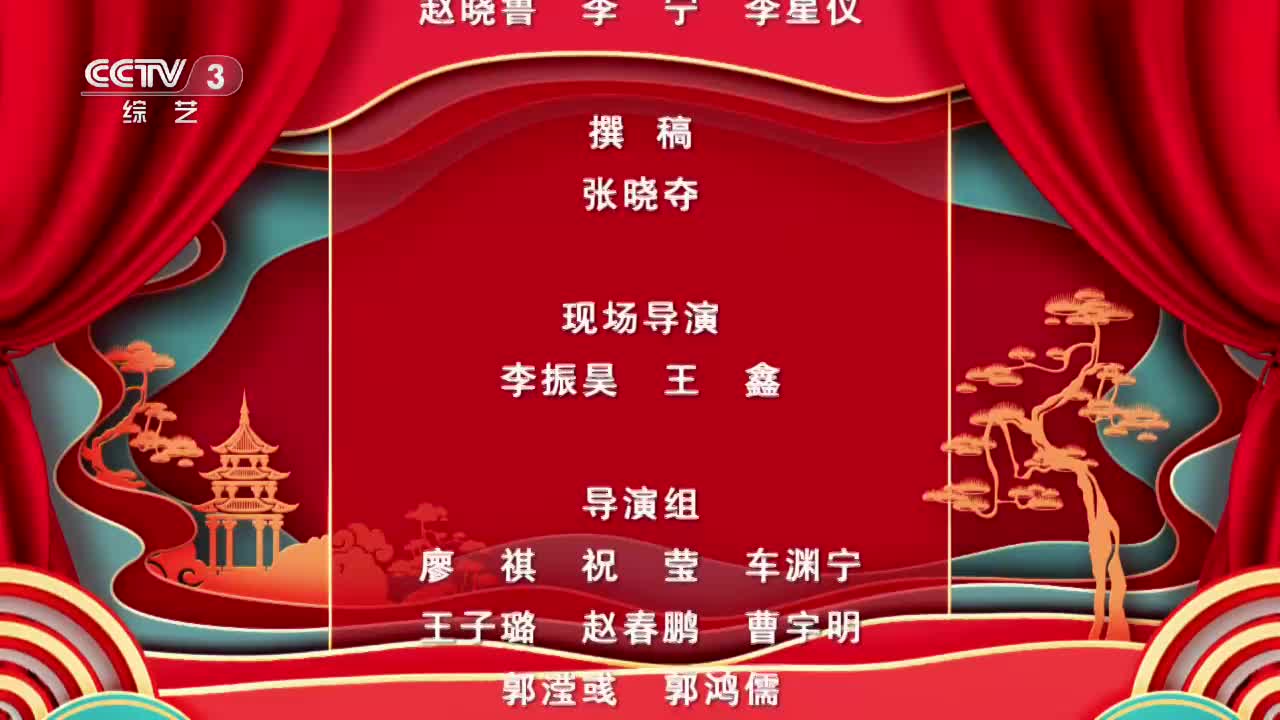 赵晓鲁 李 宁 李星仪
CCTV 3
综 艺
撰 稿
张晓夺
现场导演
李振昊 王 鑫
导演组
廖 祺 祝 莹 车渊宁
王子璐 赵春鹏 曹宇明
郭滢彧 郭鸿儒